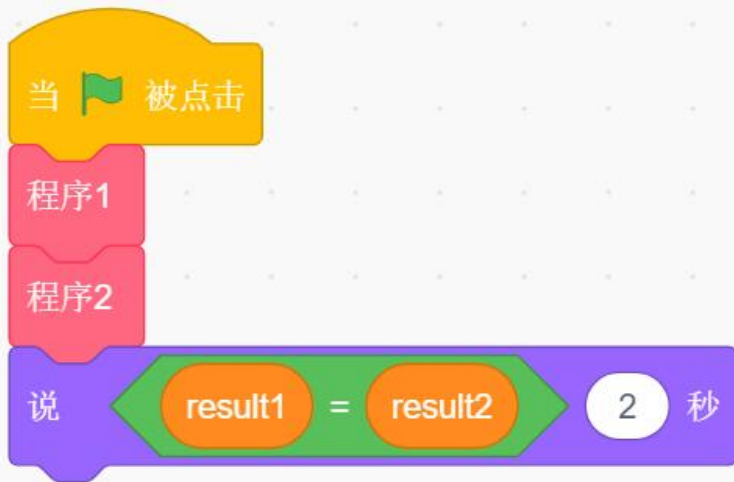 当 被点击
程序1
程序2
说 result1 = result2 2 秒